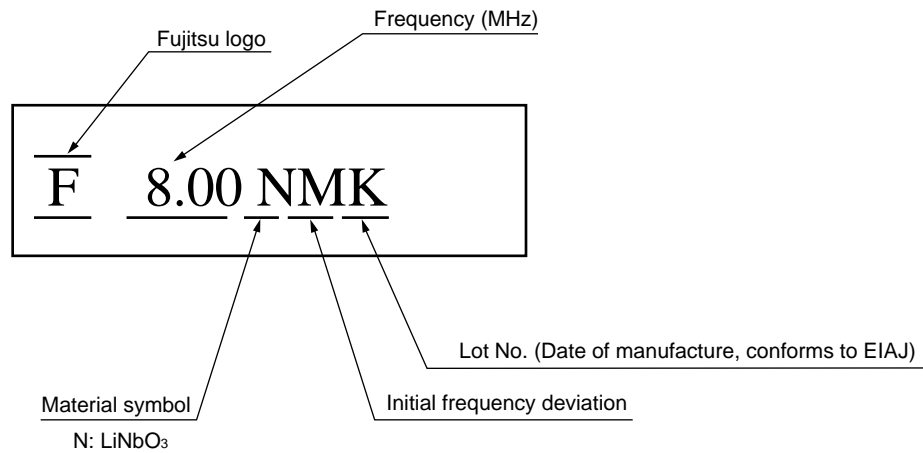 Frequency (MHz)
Fujitsu logo
F 8.00 NMK
Lot No. (Date of manufacture, conforms to EIAJ)
Material symbol
Initial frequency deviation
N: LiNbO₃